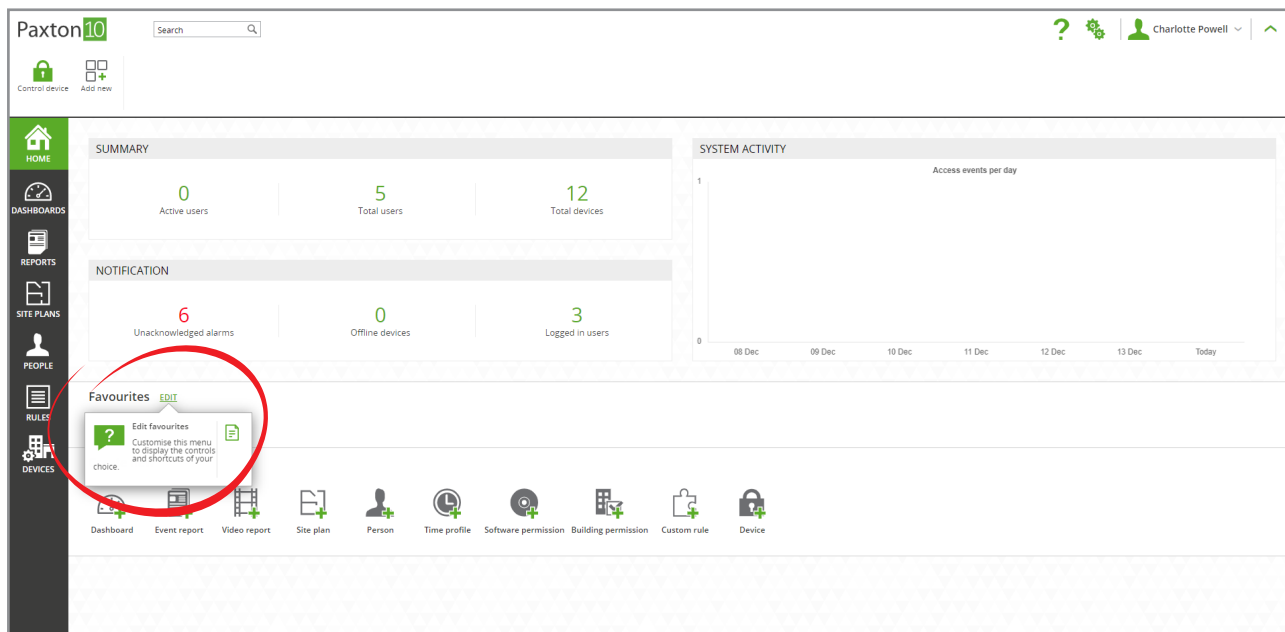 Paxton 10
Search
Charlotte Powell
Control device
Add new
HOME
DASHBOARDS
REPORTS
SITE PLANS
PEOPLE
RULES
DEVICES
SUMMARY
0
5
12
Active users
Total users
Total devices
NOTIFICATION
6
0
3
Unacknowledged alarms
Offline devices
Logged in users
SYSTEM ACTIVITY
Access events per day
1
0
08 Dec
09 Dec
10 Dec
11 Dec
12 Dec
13 Dec
Today
Favourites EDIT
?
Edit favourites
Customise this menu
to display the controls
and shortcuts of your
choice.
Dashboard
Event report
Video report
Site plan
Person
Time profile
Software permission
Building permission
Custom rule
Device